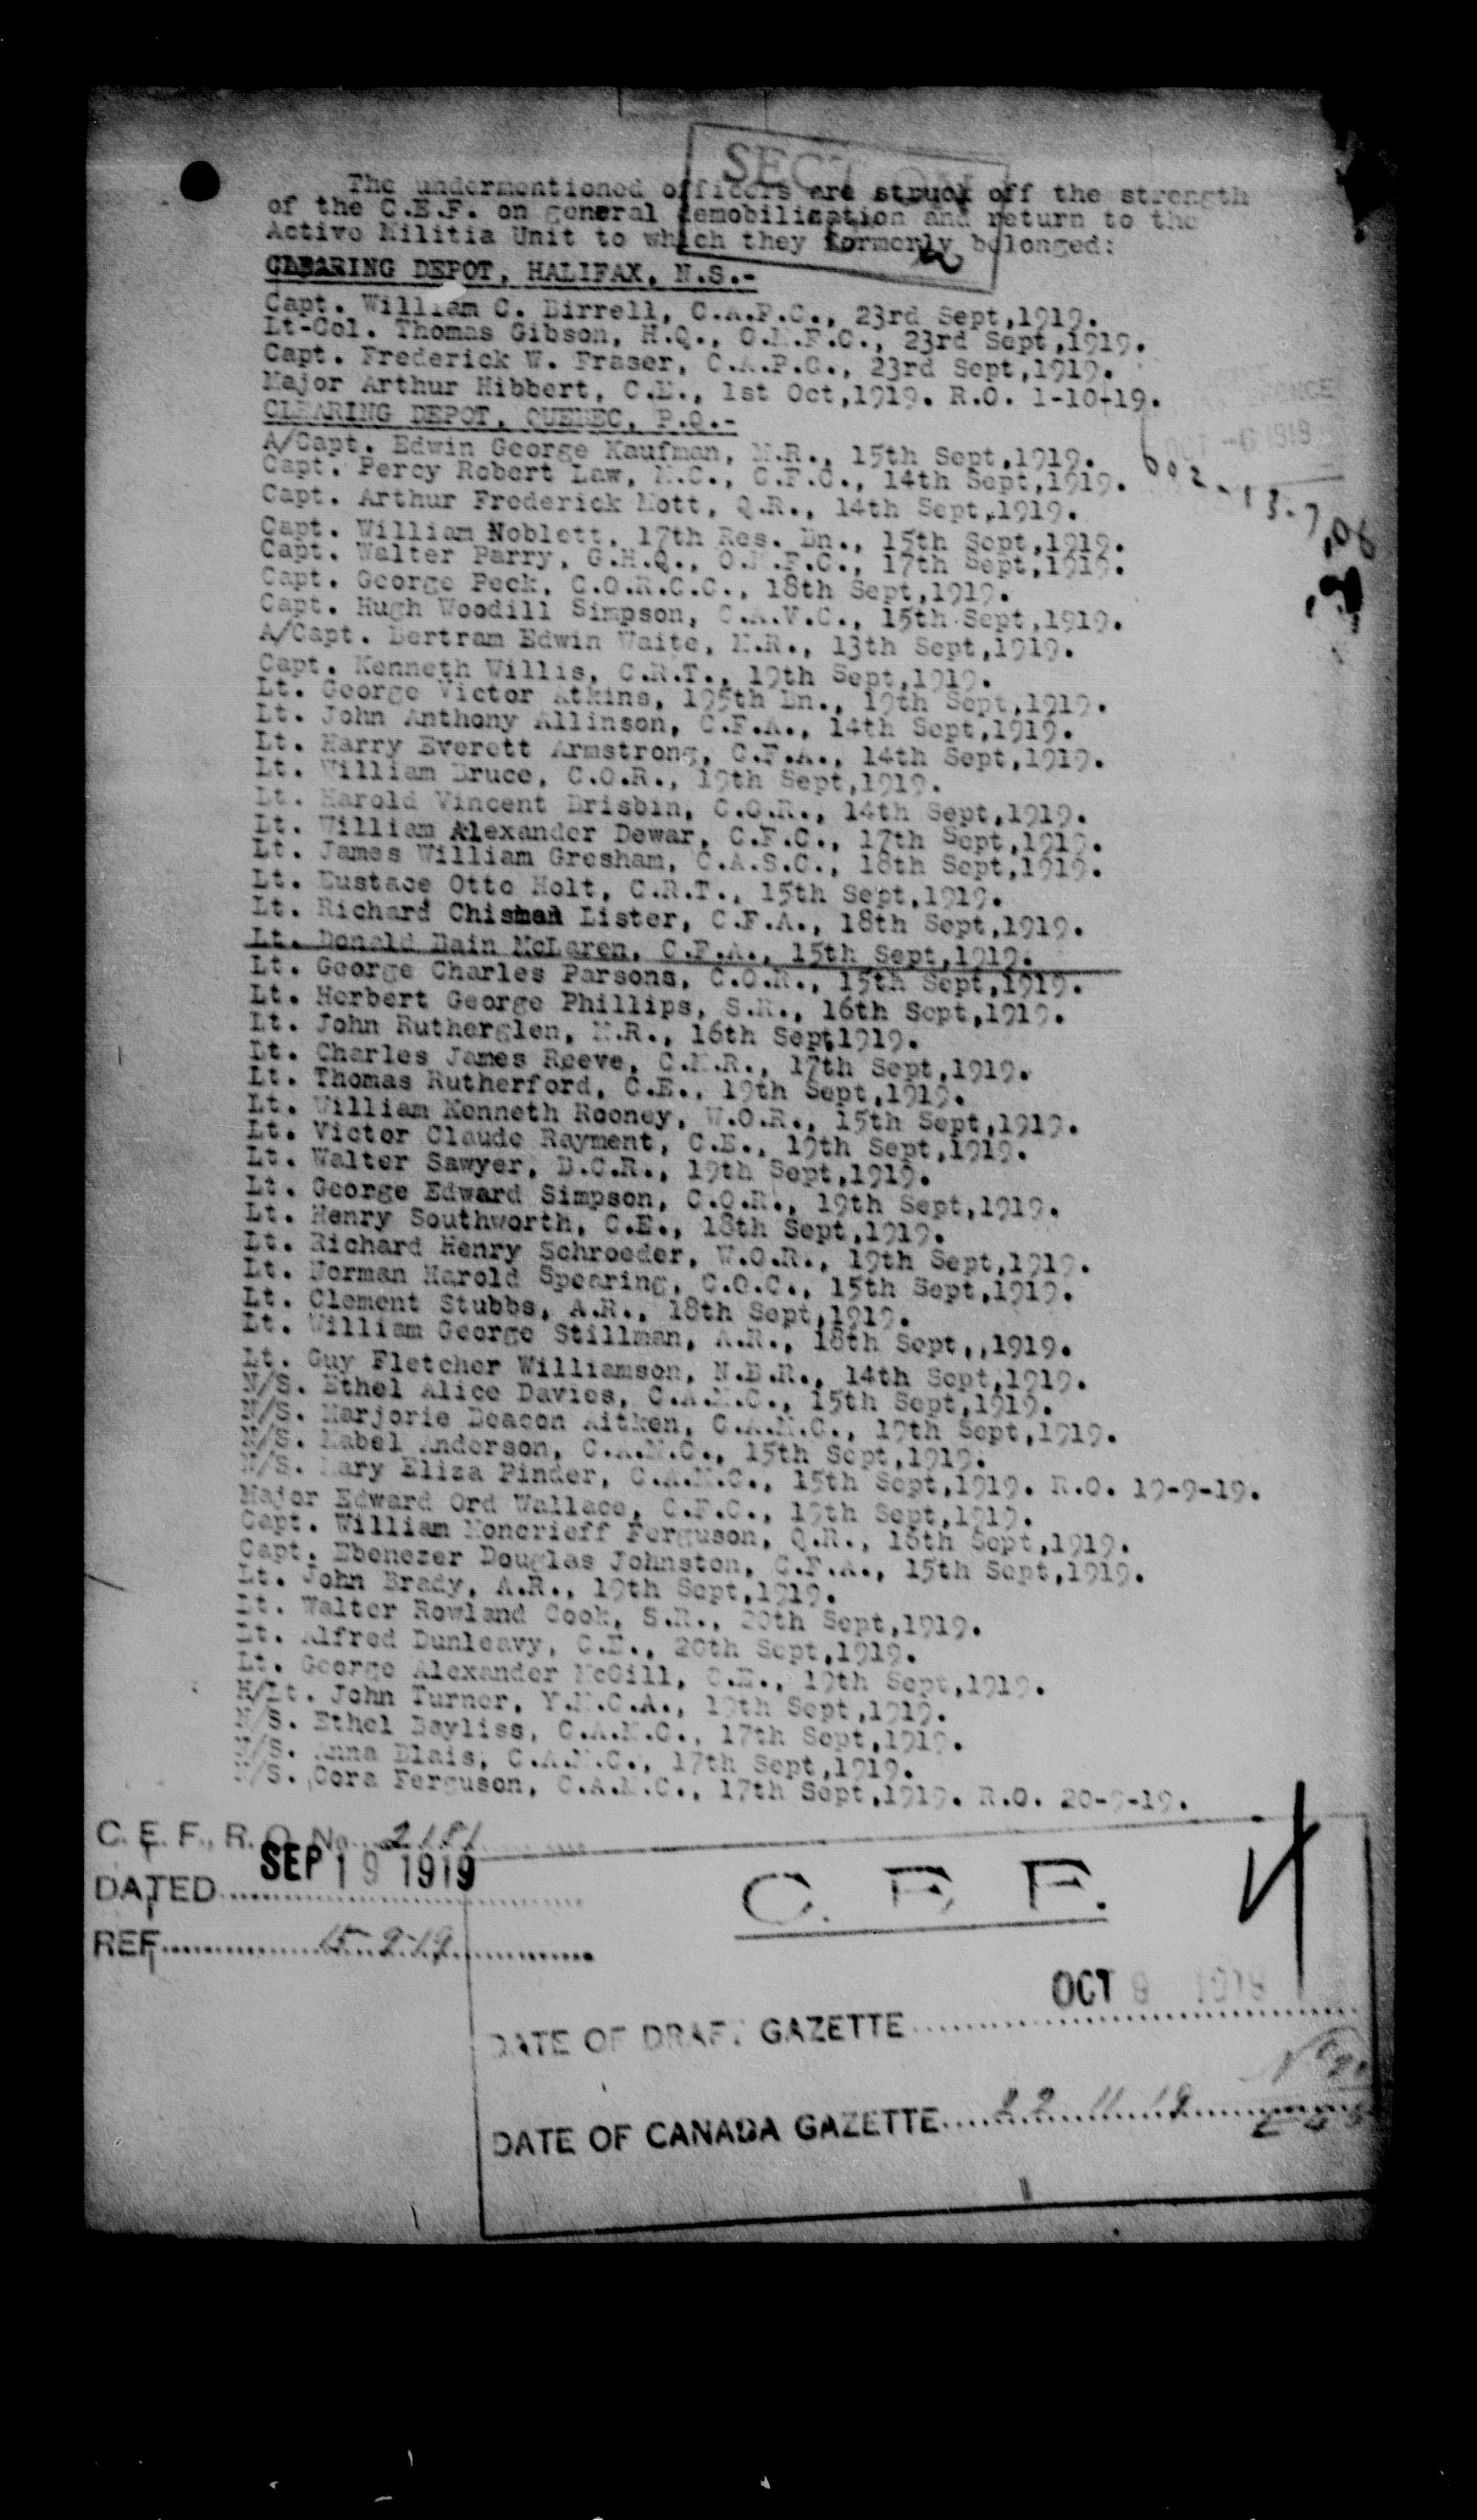 SECTION
The undermentioned officers are struck off the strength
of the C.E.F. on general demobilization and return to the
Active Militia Unit to which they formerly belonged:
CLEARING DEPOT, HALIFAX, N.S.-
Capt. William C. Birrell, C.A.P.C., 23rd Sept,1919.
Lt-Col. Thomas Gibson, H.Q., O.M.F.C., 23rd Sept,1919.
Capt. Frederick W. Fraser, C.A.P.C., 23rd Sept,1919.
Major Arthur Hibbert, C.E., 1st Oct,1919. R.O. 1-10-19.
CLEARING DEPOT, QUEBEC, P.Q.-
A/Capt. Edwin George Kaufman, M.R., 15th Sept,1919.
Capt. Percy Robert Law, M.C., C.F.C., 14th Sept,1919.
Capt. Arthur Frederick Mott, Q.R., 14th Sept,1919.
Capt. William Noblett, 17th Res. Bn., 15th Sept,1919.
Capt. Walter Parry, G.H.Q., O.M.F.C., 17th Sept,1919.
Capt. George Peck, C.O.R.C.C., 18th Sept,1919.
Capt. Hugh Woodill Simpson, C.A.V.C., 15th Sept,1919.
A/Capt. Bertram Edwin Waite, M.R., 13th Sept,1919.
Capt. Kenneth Willis, C.R.T., 19th Sept,1919.
Lt. George Victor Atkins, 195th Bn., 19th Sept,1919.
Lt. John Anthony Allinson, C.F.A., 14th Sept,1919.
Lt. Harry Everett Armstrong, C.F.A., 14th Sept,1919.
Lt. William Bruce, C.O.R., 19th Sept,1919.
Lt. Harold Vincent Brisbin, C.O.R., 14th Sept,1919.
Lt. William Alexander Dewar, C.F.C., 17th Sept,1919.
Lt. James William Gresham, C.A.S.C., 18th Sept,1919.
Lt. Eustace Otto Holt, C.R.T., 15th Sept,1919.
Lt. Richard Lister, C.F.A., 18th Sept,1919.
Lt. Donald Bain McLaren, C.F.A., 15th Sept,1919.
Lt. George Charles Parsons, C.O.R., 15th Sept,1919.
Lt. Herbert George Phillips, S.R., 16th Sept,1919.
Lt. John Rutherglen, M.R., 16th Sept,1919.
Lt. Charles James Reeve, C.M.R., 17th Sept,1919.
Lt. Thomas Rutherford, C.E., 19th Sept,1919.
Lt. William Kenneth Rooney, W.O.R., 15th Sept,1919.
Lt. Victor Claude Rayment, C.E., 19th Sept,1919.
Lt. Walter Sawyer, B.C.R., 19th Sept,1919.
Lt. George Edward Simpson, C.O.R., 19th Sept,1919.
Lt. Henry Southworth, C.E., 18th Sept,1919.
Lt. Richard Henry Schroeder, W.O.R., 19th Sept,1919.
Lt. Norman Harold Spearing, C.O.C., 15th Sept,1919.
Lt. Clement Stubbs, A.R., 18th Sept,1919.
Lt. William George Stillman, A.R., 18th Sept,,1919.
Lt. Guy Fletcher Williamson, N.B.R., 14th Sept,1919.
N/S. Ethel Alice Davies, C.A.M.C., 15th Sept,1919.
N/S. Marjorie Deacon Aitken, C.A.M.C., 19th Sept,1919.
N/S. Mabel Anderson, C.A.M.C., 15th Sept,1919.
N/S. Mary Eliza Pinder, C.A.M.C., 15th Sept,1919. R.O. 19-9-19.
Major Edward Ord Wallace, C.F.C., 19th Sept,1919.
Capt. William Moncrieff Ferguson, Q.R., 16th Sept,1919.
Capt. Ebenezer Douglas Johnston, C.F.A., 15th Sept,1919.
Lt. John Brady, A.R., 19th Sept,1919.
Lt. Walter Rowland Cook, S.R., 20th Sept,1919.
Lt. Alfred Dunleavy, C.E., 20th Sept,1919.
Lt. George Alexander McGill, C.E., 19th Sept,1919.
H/Lt. John Turner, Y.M.C.A., 19th Sept,1919.
N/S. Ethel Bayliss, C.A.M.C., 17th Sept,1919.
N/S. Anna Blais, C.A.M.C., 17th Sept,1919.
N/S. Cora Ferguson, C.A.M.C., 17th Sept,1919. R.O. 20-9-19.
C. E. F., R. O. No.
DATED SEP 19 1919
REF 15-9-19
C. E. F.
DATE OF DRAFT GAZETTE OCT 9 1919
DATE OF CANADA GAZETTE 22 11 19